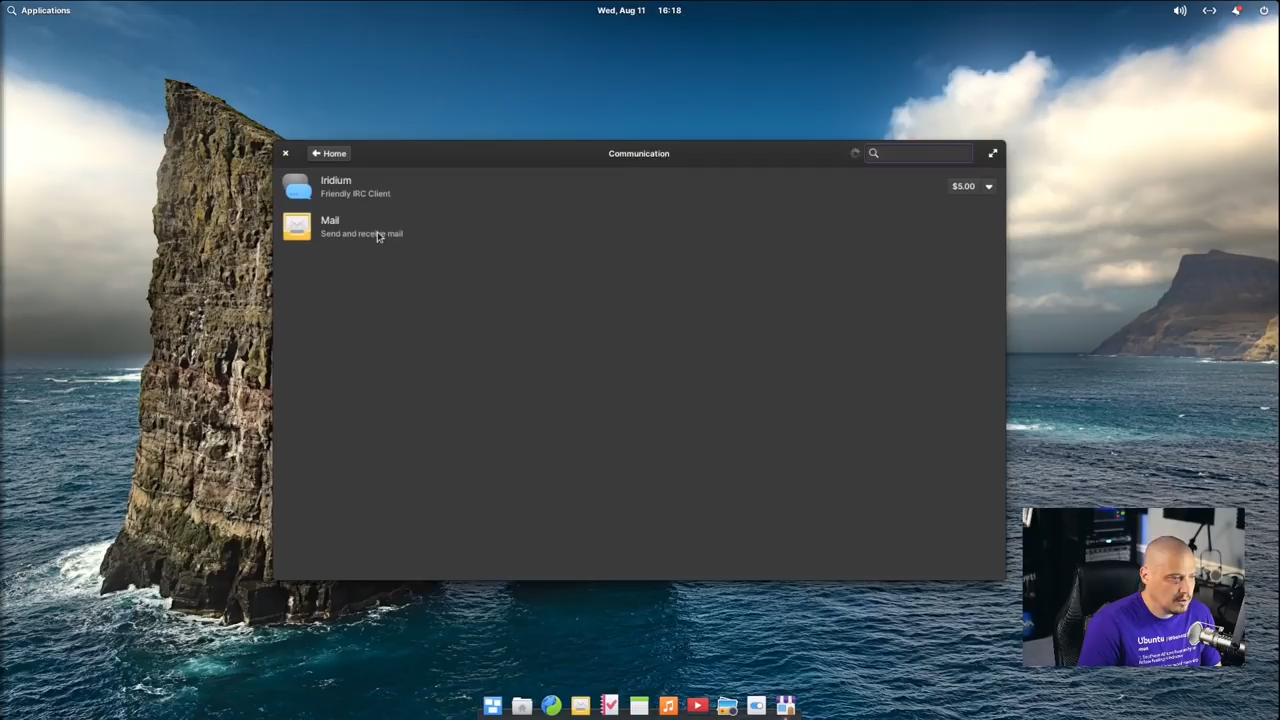 Applications
Wed, Aug 11 16:18
Home
Communication
Iridium
Friendly IRC Client
$5.00
Mail
Send and receive mail
Ubuntu